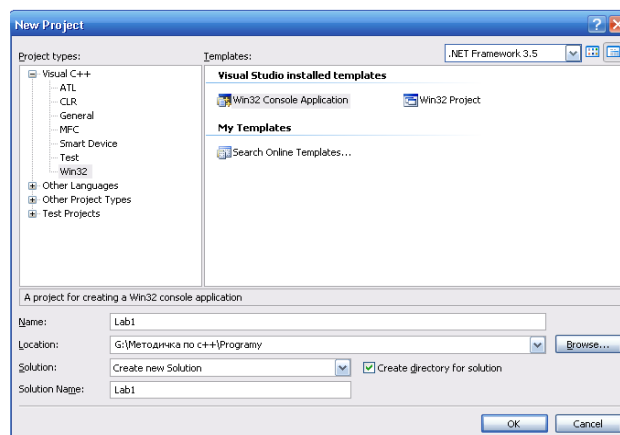 New Project
Project types:
Templates:
.NET Framework 3.5
Visual C++
ATL
CLR
General
MFC
Smart Device
Test
Win32
Other Languages
Other Project Types
Test Projects
Visual Studio installed templates
Win32 Console Application
Win32 Project
My Templates
Search Online Templates...
A project for creating a Win32 console application
Name:
Lab1
Location:
G:\Методичка по с++\Programy
Browse...
Solution:
Create new Solution
Create directory for solution
Solution Name:
Lab1
OK
Cancel